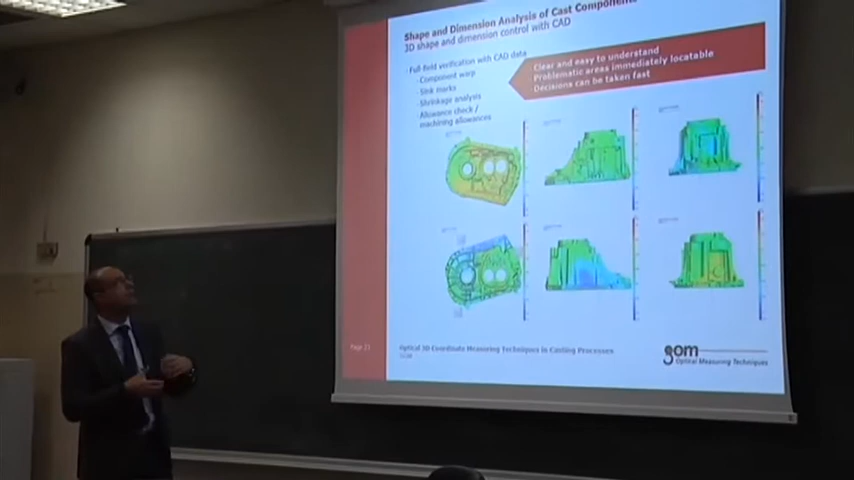 Shape and Dimension Analysis of Cast Components
3D shape and dimension control with CAD
- Full-field verification with CAD data
- Component warp
- Sink marks
- Shrinkage analysis
- Allowance check /
machining allowances
Clear and easy to understand
Problematic areas immediately locatable
Decisions can be taken fast
Optical 3D Coordinate Measuring Techniques in Casting Processes
gom
Optical Measuring Techniques